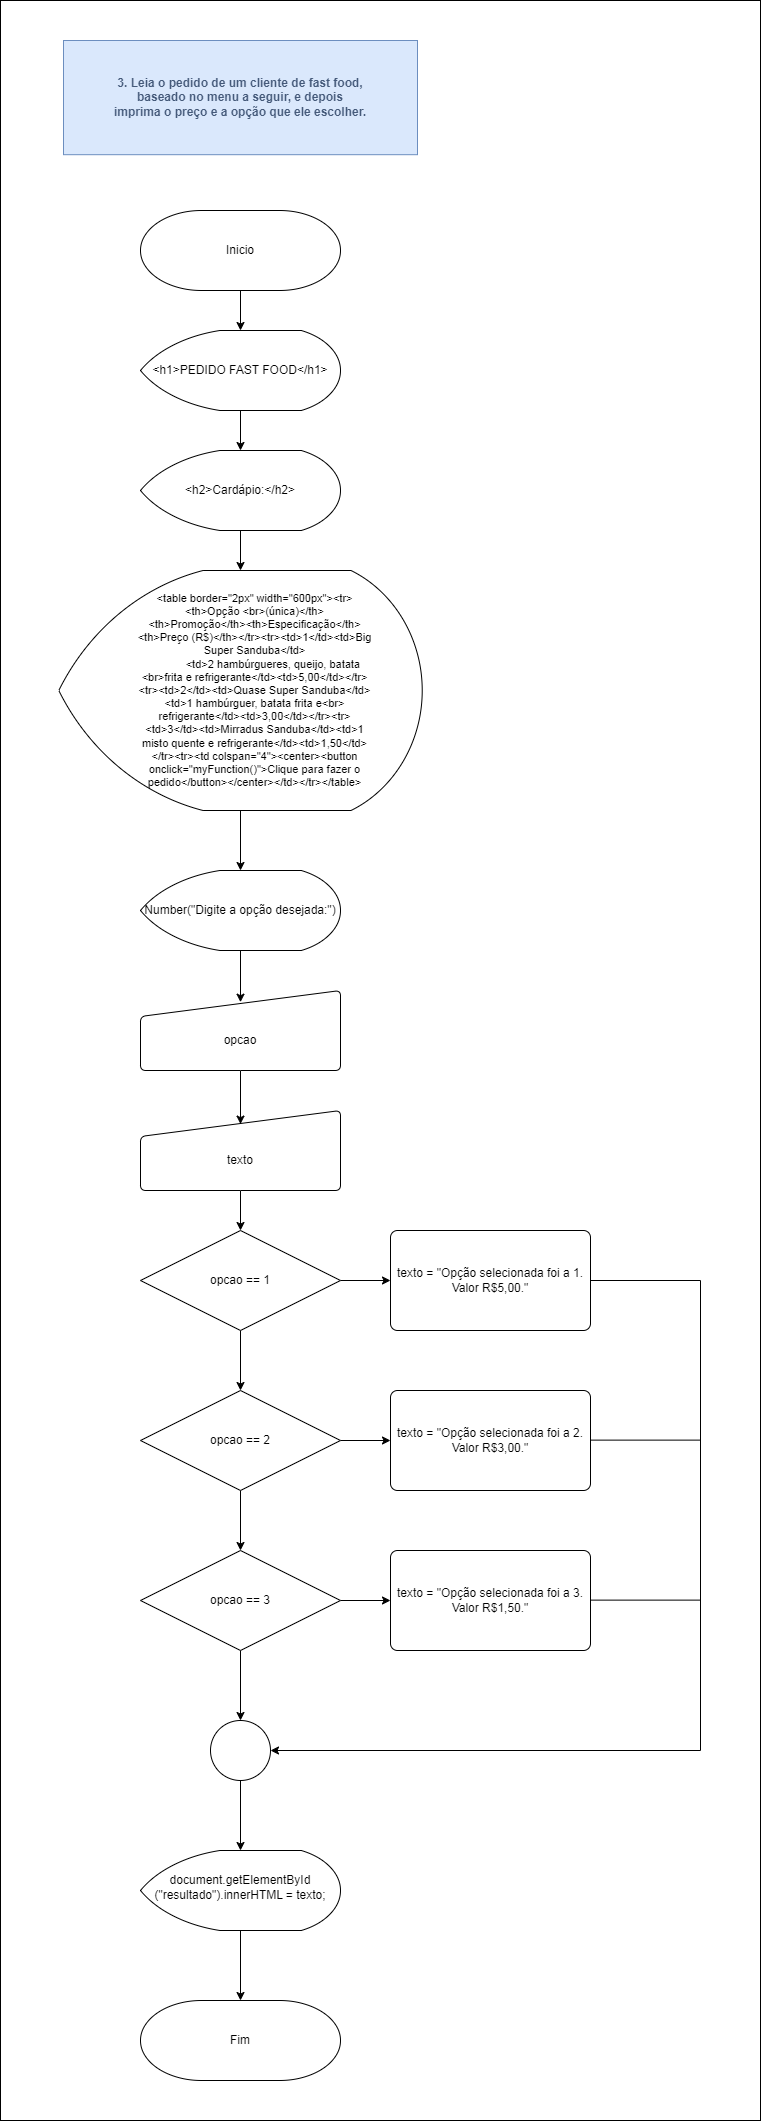 3. Leia o pedido de um cliente de fast food,
baseado no menu a seguir, e depois
imprima o preço e a opção que ele escolher.
Inicio
<h1>PEDIDO FAST FOOD</h1>
<h2>Cardápio:</h2>
<table border="2px" width="600px"><tr>
<th>Opção <br>(única)</th>
<th>Promoção</th><th>Especificação</th>
<th>Preço (R$)</th></tr><tr><td>1</td><td>Big
Super Sanduba</td>
<td>2 hambúrgueres, queijo, batata
<br>frita e refrigerante</td><td>5,00</td></tr>
<tr><td>2</td><td>Quase Super Sanduba</td>
<td>1 hambúrguer, batata frita e<br>
refrigerante</td><td>3,00</td></tr><tr>
<td>3</td><td>Mirradus Sanduba</td><td>1
misto quente e refrigerante</td><td>1,50</td>
</tr><tr><td colspan="4"><center><button
onclick="myFunction()">Clique para fazer o
pedido</button></center></td></tr></table>
Number("Digite a opção desejada:")
opcao
texto
opcao == 1
texto = "Opção selecionada foi a 1.
Valor R$5,00."
opcao == 2
texto = "Opção selecionada foi a 2.
Valor R$3,00."
opcao == 3
texto = "Opção selecionada foi a 3.
Valor R$1,50."
document.getElementById
("resultado").innerHTML = texto;
Fim